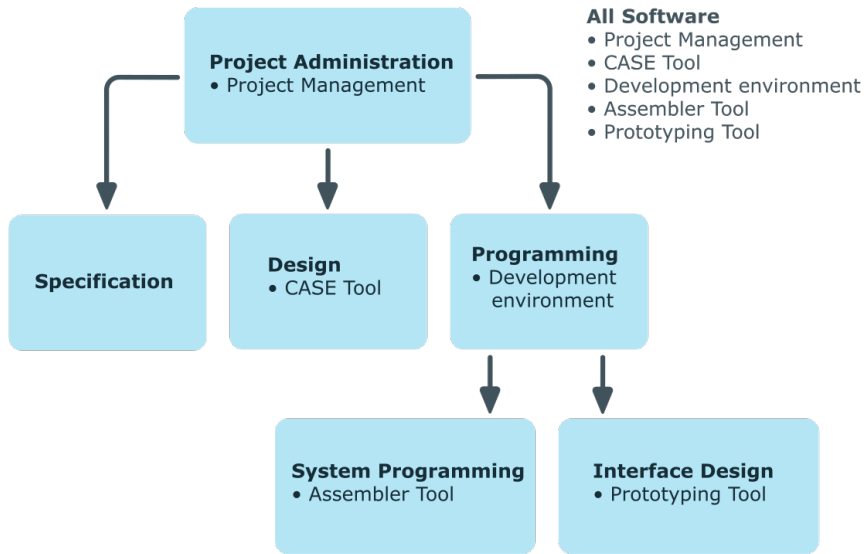 All Software
• Project Management
• CASE Tool
• Development environment
• Assembler Tool
• Prototyping Tool
Project Administration
• Project Management
Specification
Design
• CASE Tool
Programming
• Development
environment
System Programming
• Assembler Tool
Interface Design
• Prototyping Tool